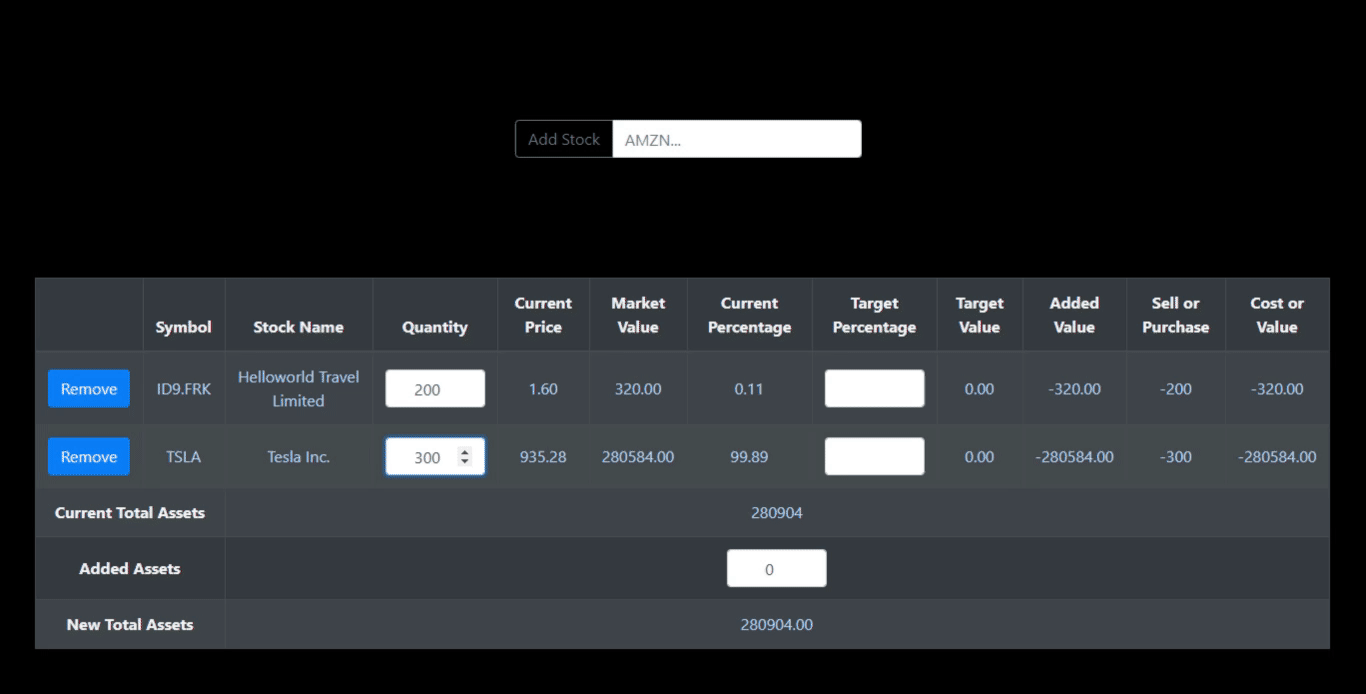 Add Stock AMZN...
Symbol Stock Name Quantity Current Price Market Value Current Percentage Target Percentage Target Value Added Value Sell or Purchase Cost or Value
Remove ID9.FRK Helloworld Travel Limited 200 1.60 320.00 0.11 0.00 -320.00 -200 -320.00
Remove TSLA Tesla Inc. 300 935.28 280584.00 99.89 0.00 -280584.00 -300 -280584.00
Current Total Assets 280904
Added Assets 0
New Total Assets 280904.00